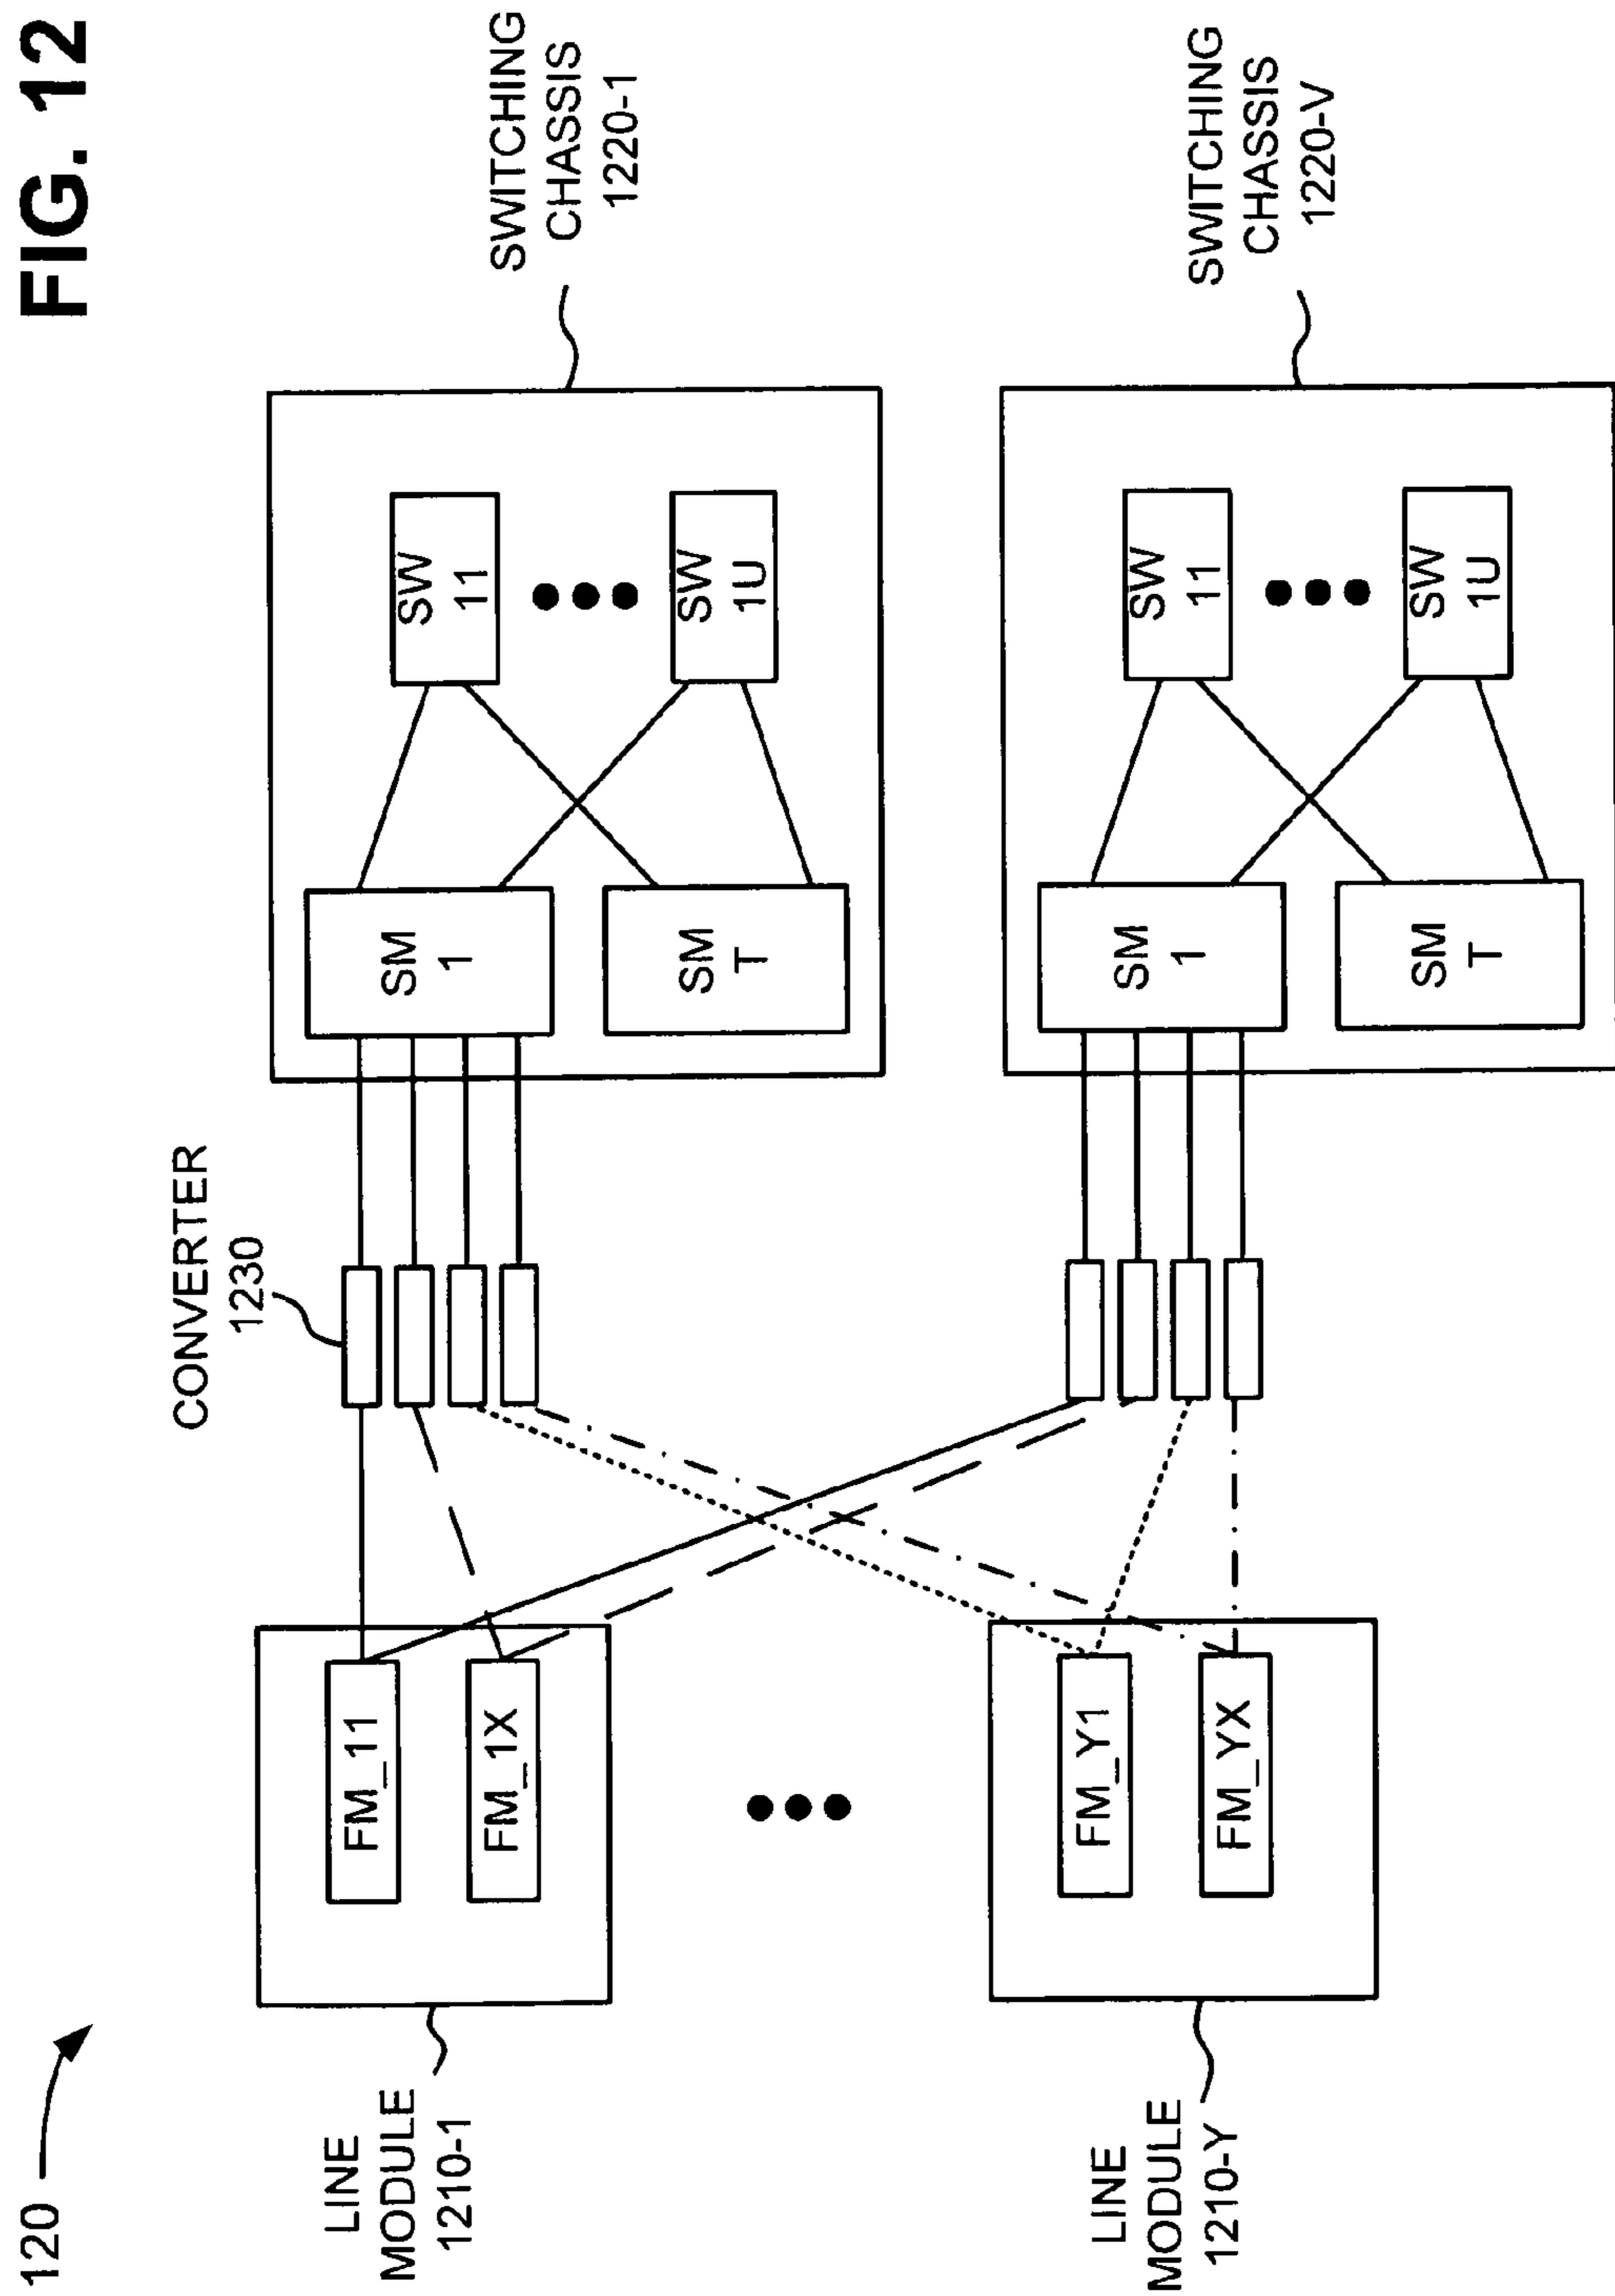 FIG. 12
120
LINE
MODULE
1210-1
FM_11
FM_1X
CONVERTER
1230
SM
1
SM
T
SW
11
SW
1U
SWITCHING
CHASSIS
1220-1
LINE
MODULE
1210-Y
FM_Y1
FM_YX
SM
1
SM
T
SW
11
SW
1U
SWITCHING
CHASSIS
1220-V